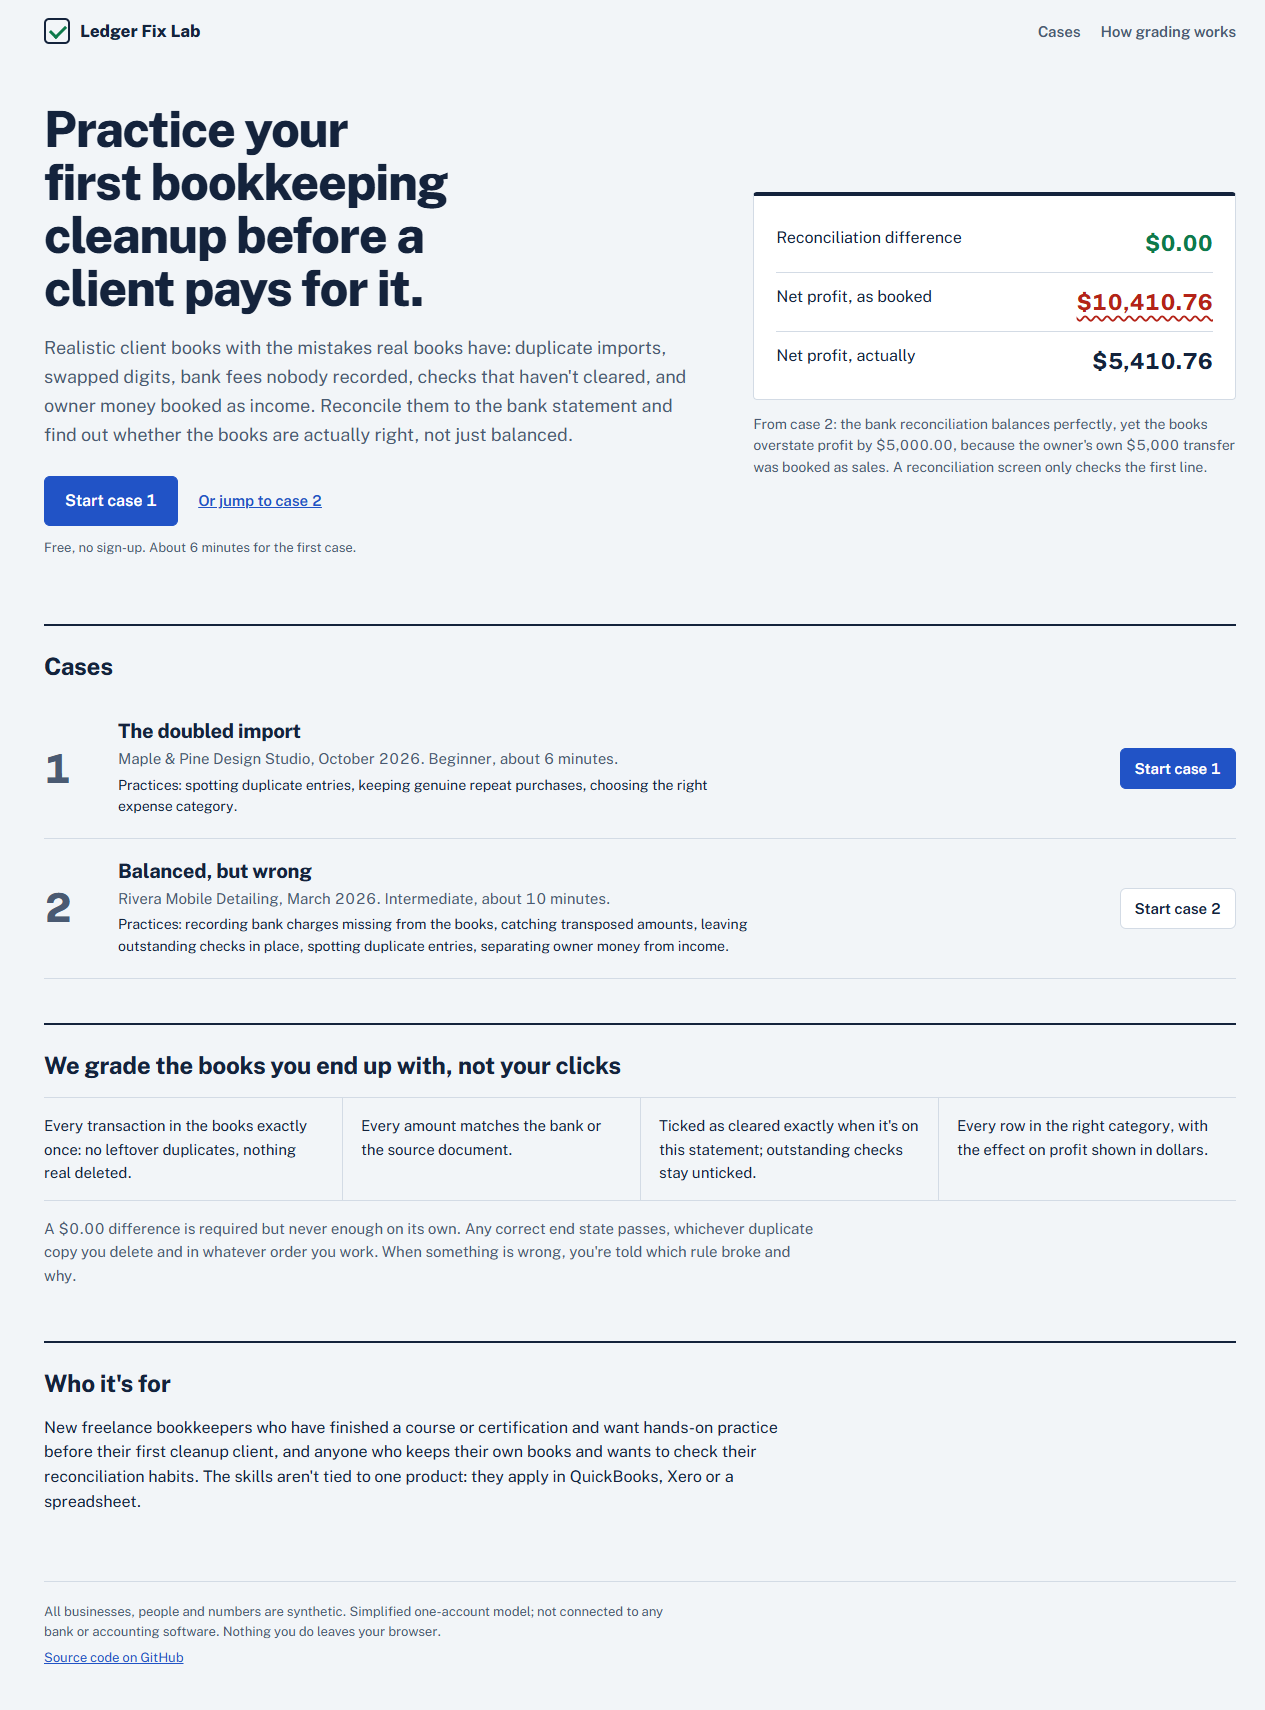 Ledger Fix Lab
Cases
How grading works
Practice your
first bookkeeping
cleanup before a
client pays for it.
Realistic client books with the mistakes real books have: duplicate imports,
swapped digits, bank fees nobody recorded, checks that haven't cleared, and
owner money booked as income. Reconcile them to the bank statement and
find out whether the books are actually right, not just balanced.
Start case 1
Or jump to case 2
Free, no sign-up. About 6 minutes for the first case.
Reconciliation difference
$0.00
Net profit, as booked
$10,410.76
Net profit, actually
$5,410.76
From case 2: the bank reconciliation balances perfectly, yet the books
overstate profit by $5,000.00, because the owner's own $5,000 transfer
was booked as sales. A reconciliation screen only checks the first line.
Cases
1
The doubled import
Maple & Pine Design Studio, October 2026. Beginner, about 6 minutes.
Practices: spotting duplicate entries, keeping genuine repeat purchases, choosing the right
expense category.
Start case 1
2
Balanced, but wrong
Rivera Mobile Detailing, March 2026. Intermediate, about 10 minutes.
Practices: recording bank charges missing from the books, catching transposed amounts, leaving
outstanding checks in place, spotting duplicate entries, separating owner money from income.
Start case 2
We grade the books you end up with, not your clicks
Every transaction in the books exactly
once: no leftover duplicates, nothing
real deleted.
Every amount matches the bank or
the source document.
Ticked as cleared exactly when it's on
this statement; outstanding checks
stay unticked.
Every row in the right category, with
the effect on profit shown in dollars.
A $0.00 difference is required but never enough on its own. Any correct end state passes, whichever duplicate
copy you delete and in whatever order you work. When something is wrong, you're told which rule broke and
why.
Who it's for
New freelance bookkeepers who have finished a course or certification and want hands-on practice
before their first cleanup client, and anyone who keeps their own books and wants to check their
reconciliation habits. The skills aren't tied to one product: they apply in QuickBooks, Xero or a
spreadsheet.
All businesses, people and numbers are synthetic. Simplified one-account model; not connected to any
bank or accounting software. Nothing you do leaves your browser.
Source code on GitHub